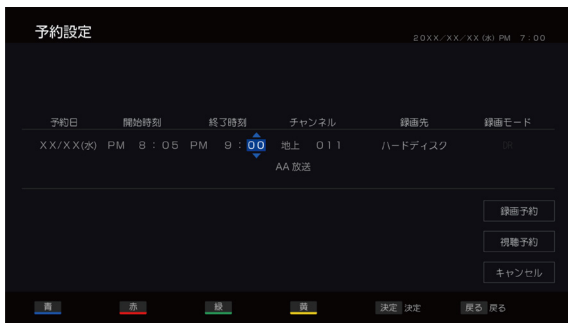 予約設定
20XX/XX/XX (水) PM 7:00
予約日 開始時刻 終了時刻 チャンネル 録画先 録画モード
XX/XX(水) PM 8:05 PM 9:00 地上 011 ハードディスク DR
AA 放送
録画予約
視聴予約
キャンセル
青 赤 緑 黄 決定 決定 戻る 戻る